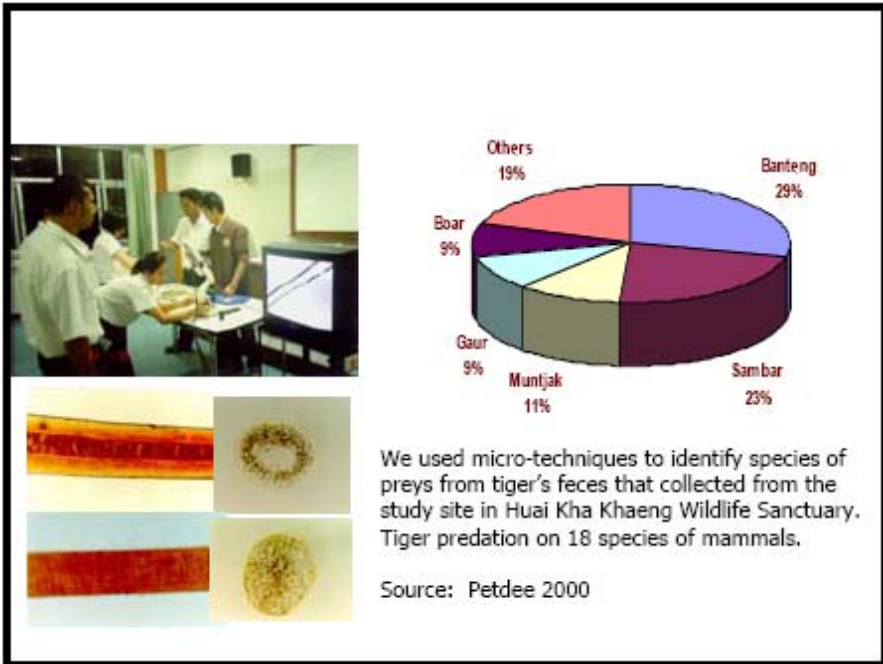 Others
19%
Banteng
29%
Boar
9%
Gaur
9%
Muntjak
11%
Sambar
23%
We used micro-techniques to identify species of
preys from tiger's feces that collected from the
study site in Huai Kha Khaeng Wildlife Sanctuary.
Tiger predation on 18 species of mammals.
Source: Petdee 2000